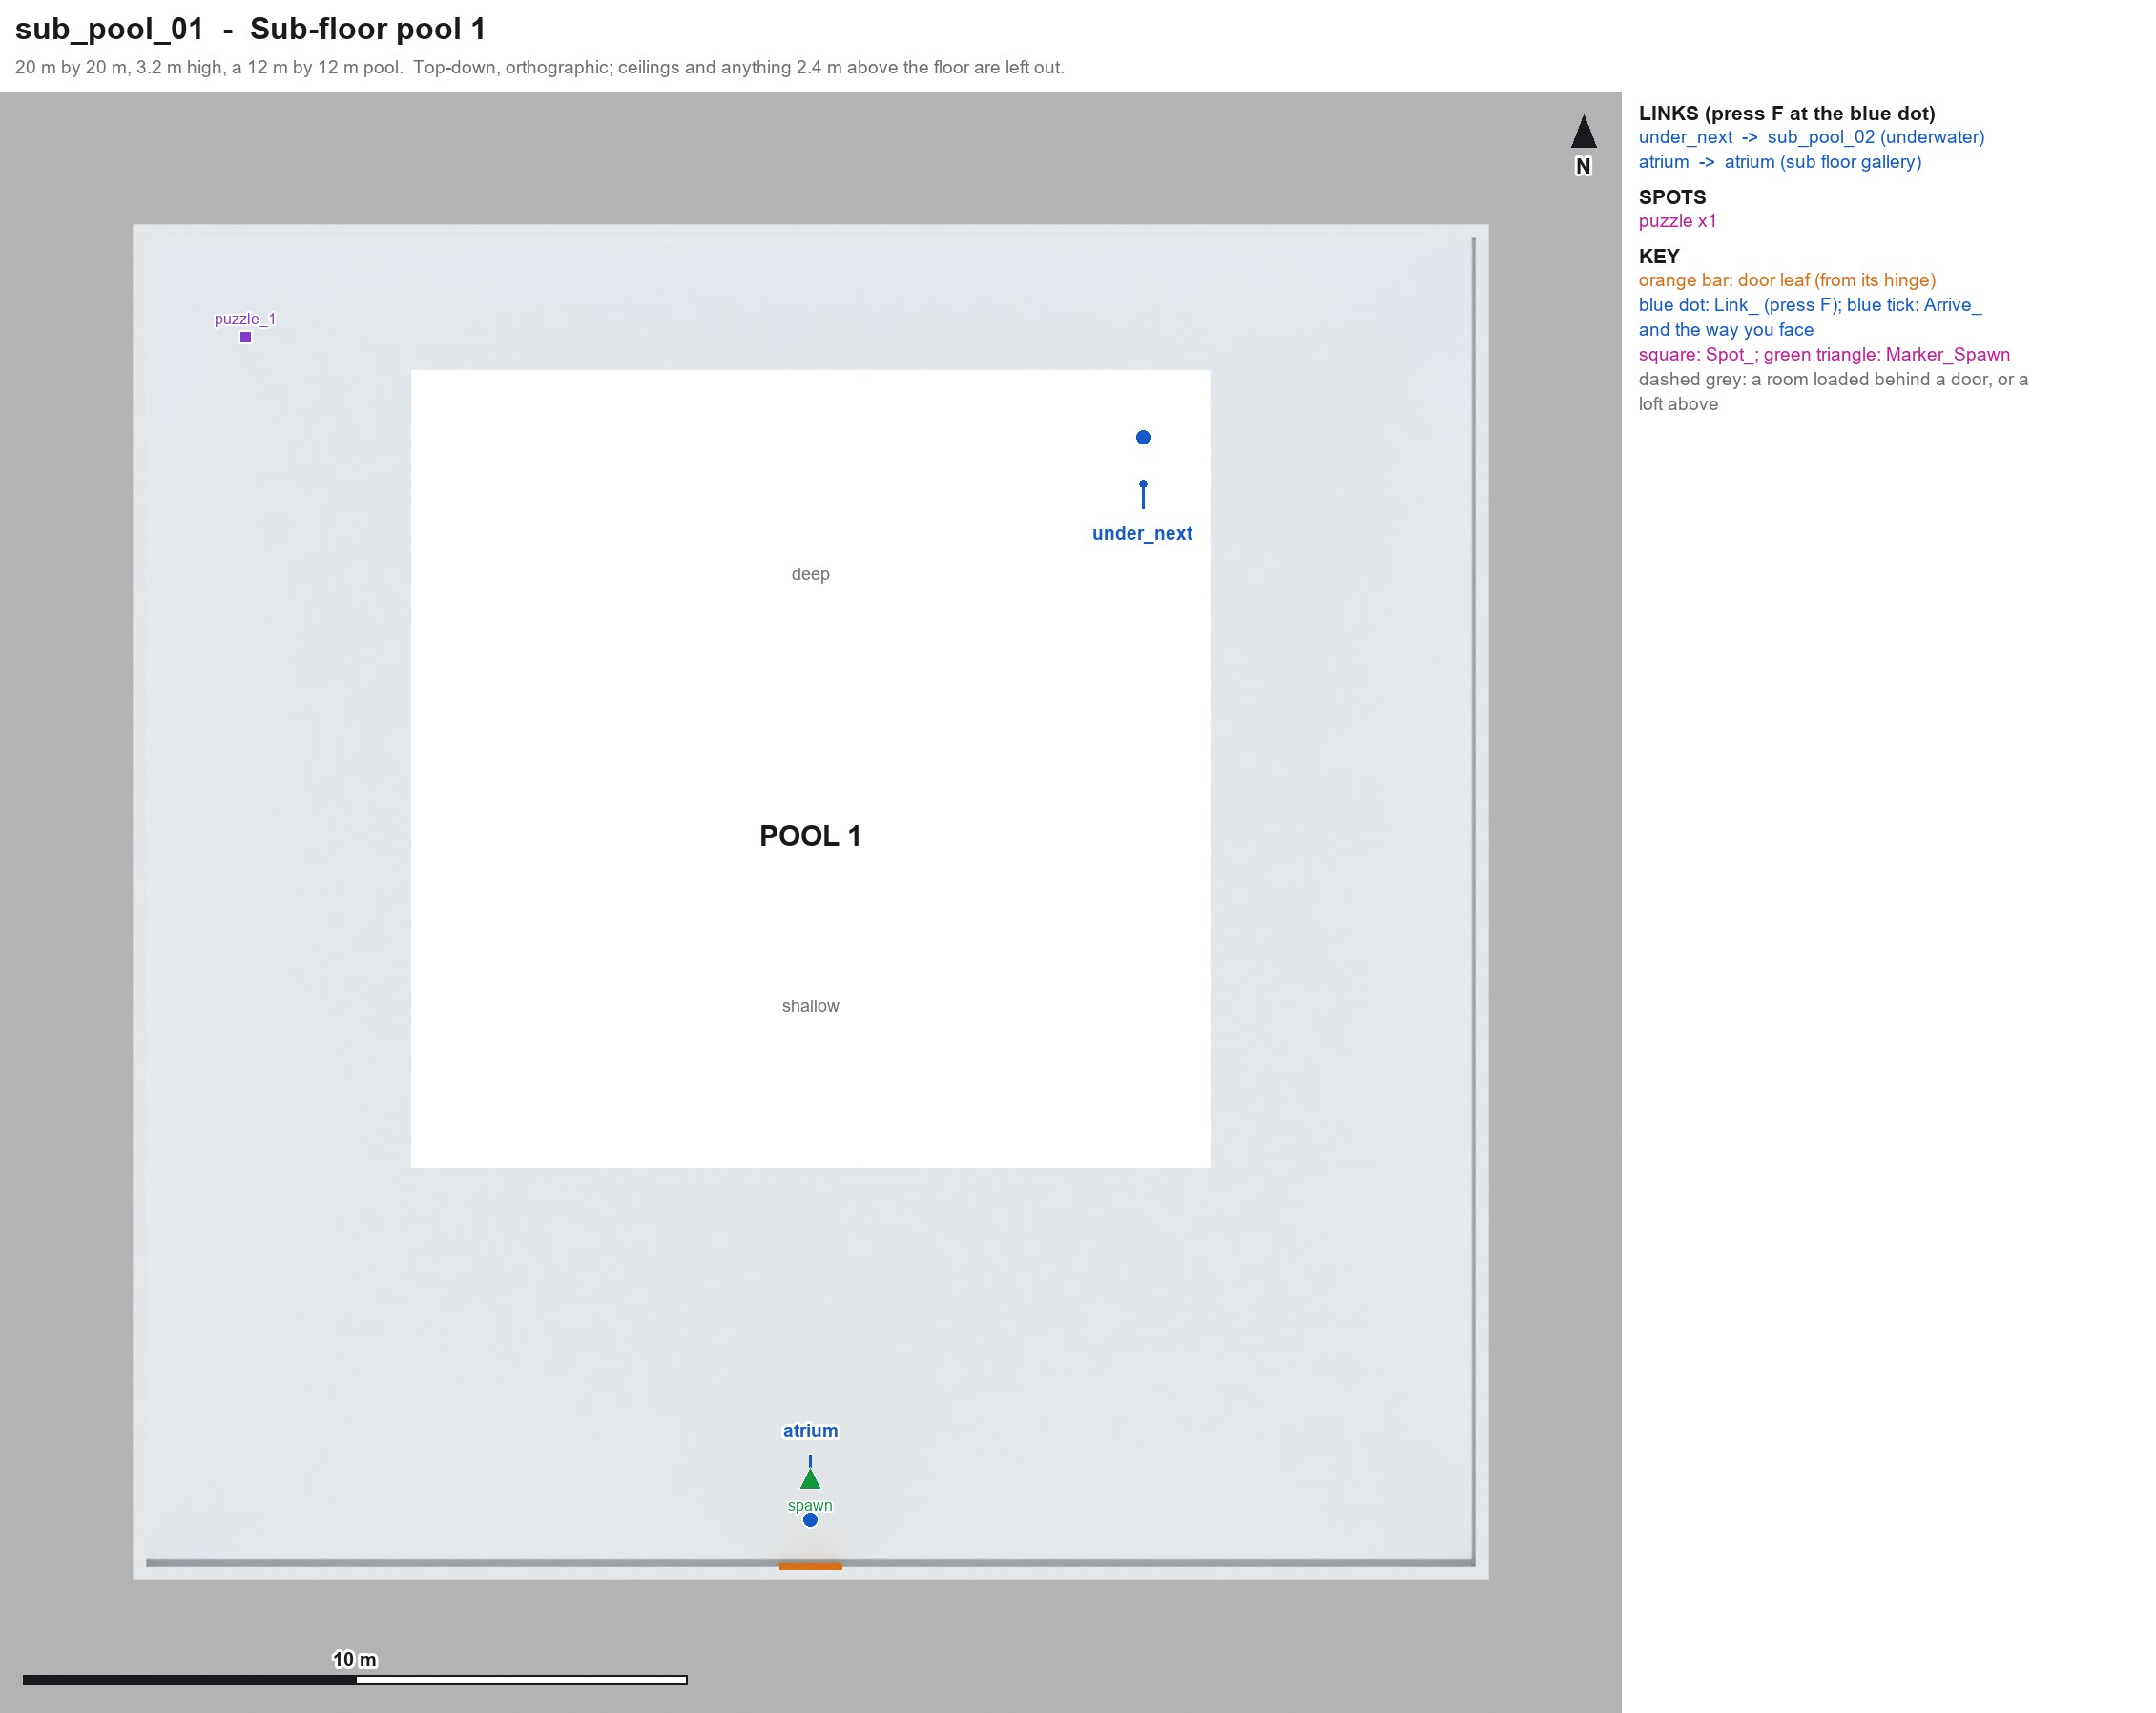 sub_pool_01 - Sub-floor pool 1
20 m by 20 m, 3.2 m high, a 12 m by 12 m pool. Top-down, orthographic; ceilings and anything 2.4 m above the floor are left out.
N
puzzle_1
under_next
deep
POOL 1
shallow
atrium
spawn
10 m
LINKS (press F at the blue dot)
under_next -> sub_pool_02 (underwater)
atrium -> atrium (sub floor gallery)
SPOTS
puzzle x1
KEY
orange bar: door leaf (from its hinge)
blue dot: Link_ (press F); blue tick: Arrive_
and the way you face
square: Spot_; green triangle: Marker_Spawn
dashed grey: a room loaded behind a door, or a
loft above